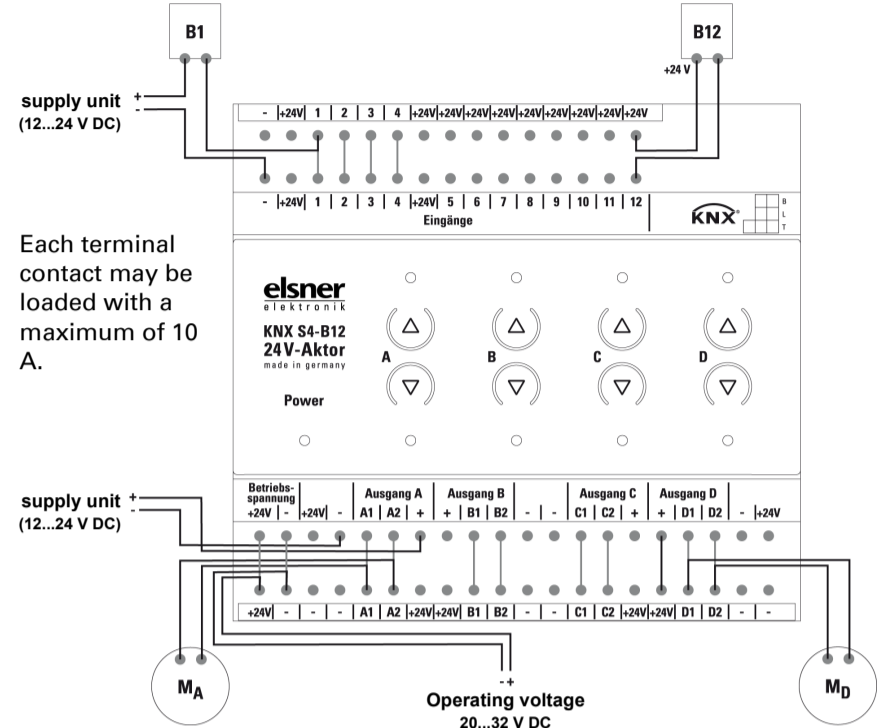 B1
B12
+24 V
supply unit + -
(12...24 V DC)
- |+24V| 1 | 2 | 3 | 4 |+24V|+24V|+24V|+24V|+24V|+24V|+24V|+24V|+24V
- |+24V| 1 | 2 | 3 | 4 |+24V| 5 | 6 | 7 | 8 | 9 | 10 | 11 | 12
Eingänge
KNX®
B
L
T
Each terminal
contact may be
loaded with a
maximum of 10
A.
elsner
elektronik
KNX S4-B12
24V-Aktor
made in germany
Power
A B C D
supply unit + -
(12...24 V DC)
Betriebs-
spannung Ausgang A Ausgang B Ausgang C Ausgang D
+24V| - |+24V| - | A1 | A2 | + | + | B1 | B2 | - | - | C1 | C2 | + | + | D1 | D2 | - |+24V
+24V| - | - | - | A1 | A2 |+24V|+24V| B1 | B2 | - | - | C1 | C2 |+24V|+24V| D1 | D2 | - | -
MA
- +
Operating voltage
20...32 V DC
MD